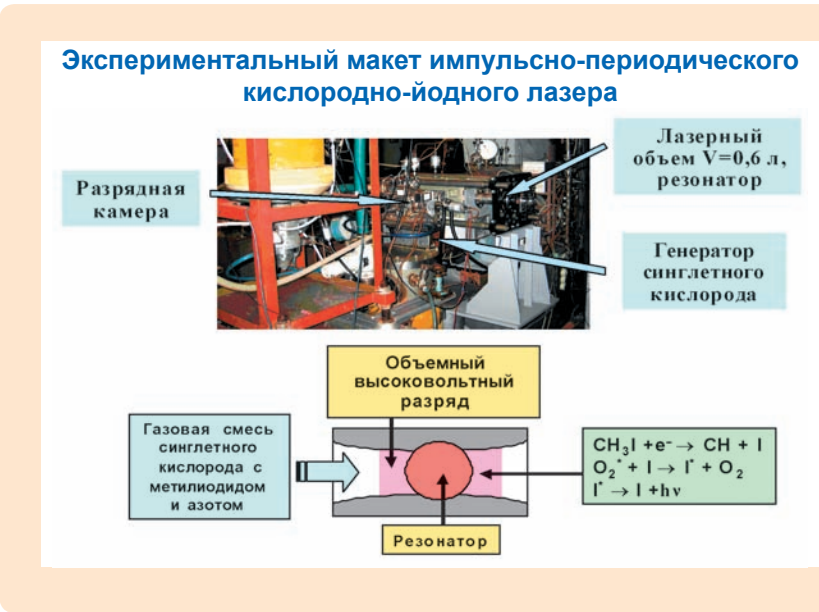 Экспериментальный макет импульсно-периодического
кислородно-йодного лазера
Разрядная
камера
Лазерный
объем V=0,6 л,
резонатор
Генератор
синглетного
кислорода
Объемный
высоковольтный
разряд
Газовая смесь
синглетного
кислорода с
метилиодидом
и азотом
CH₃I +e⁻ → CH + I
O₂* + I → I* + O₂
I* → I +hν
Резонатор